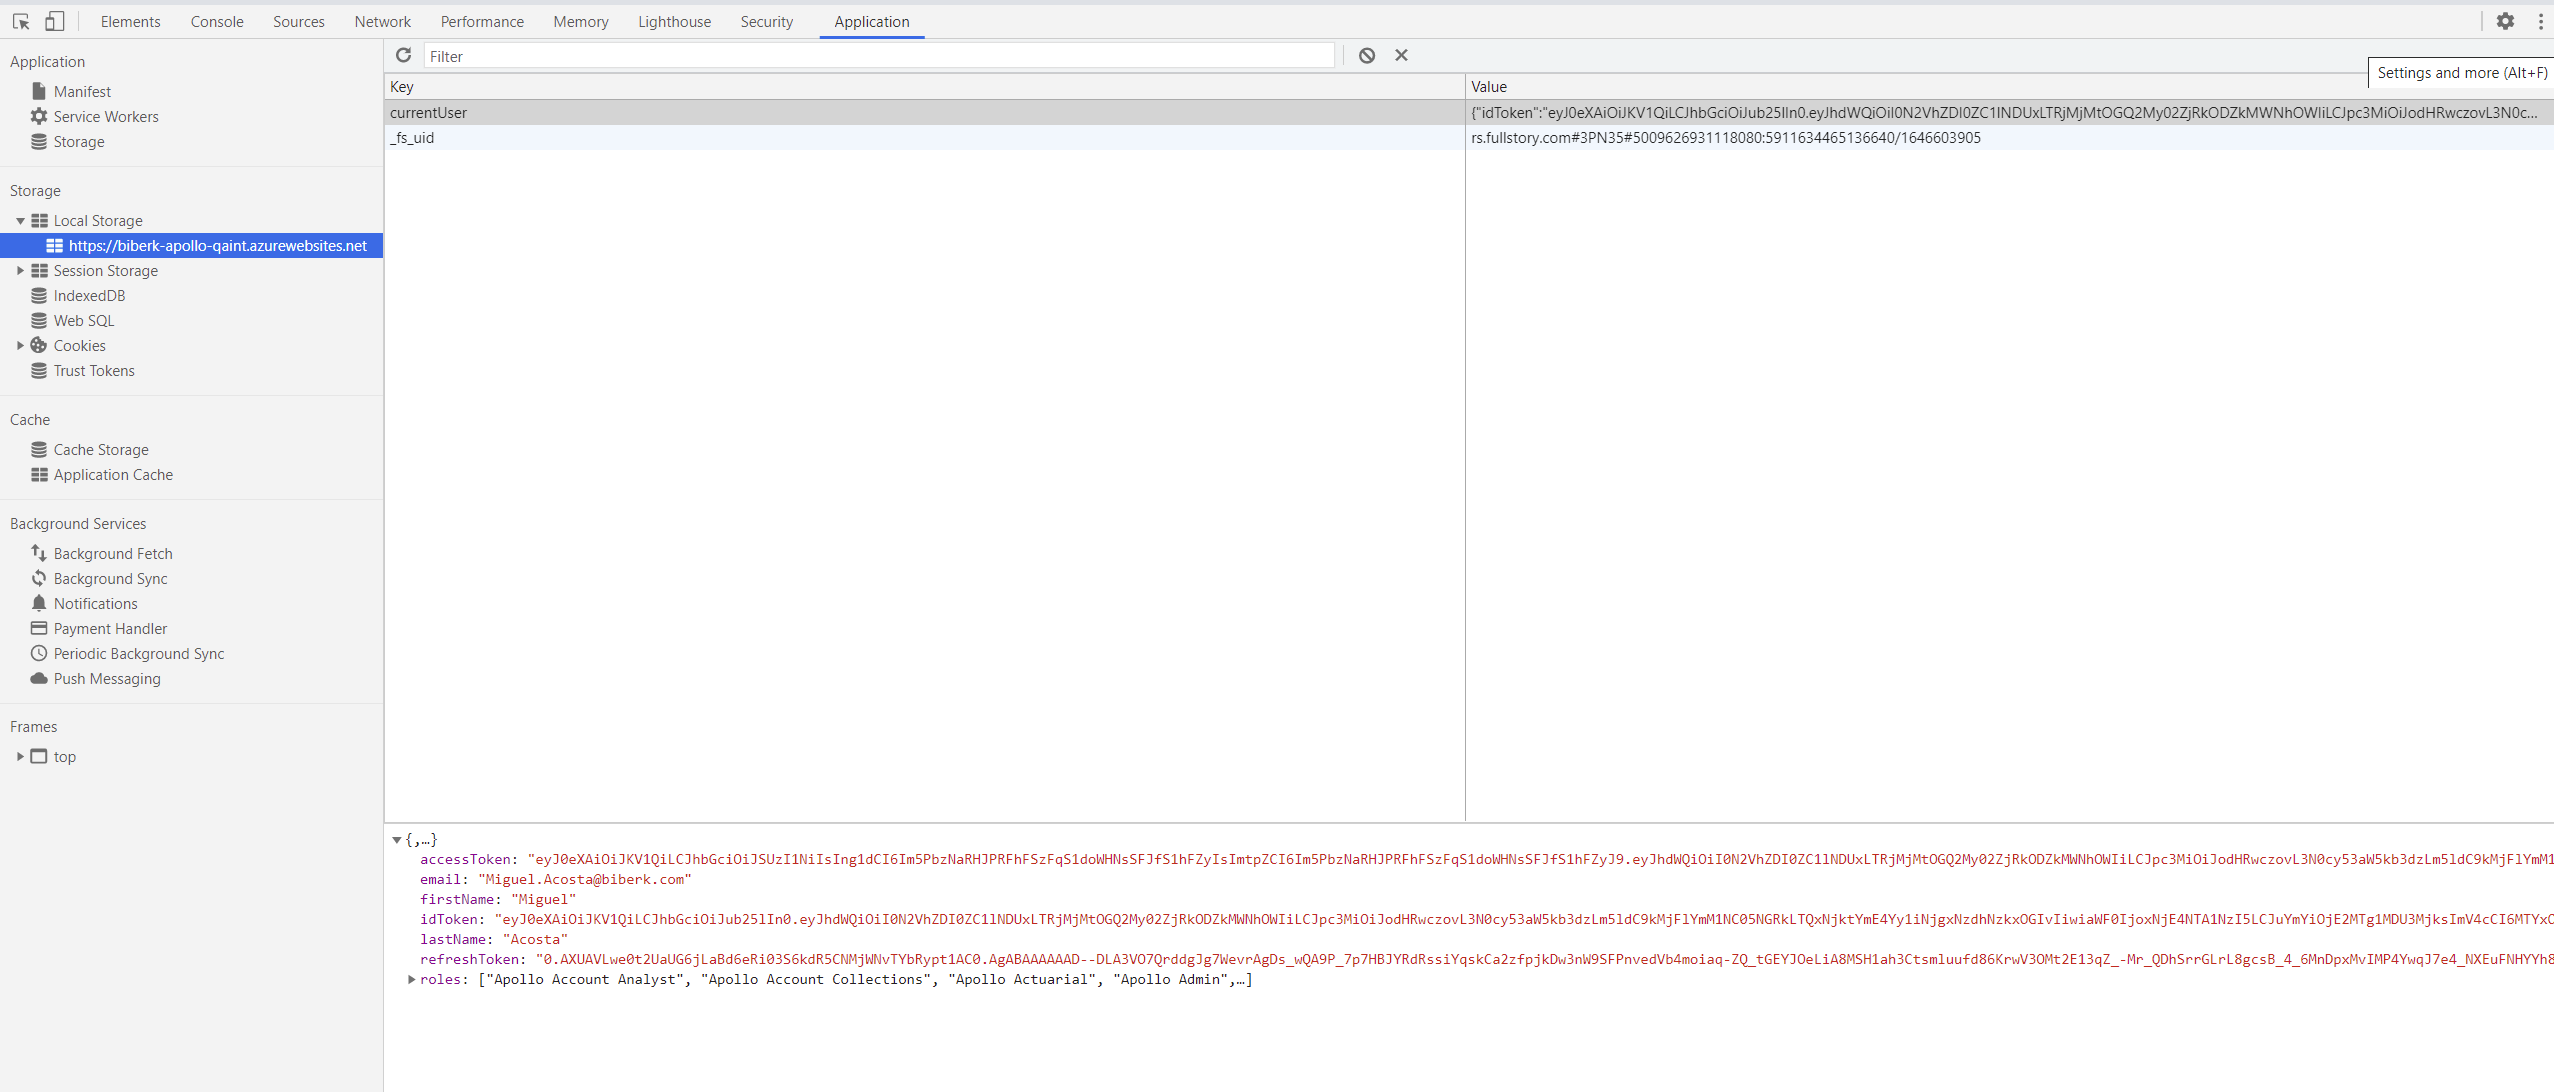 Elements Console Sources Network Performance Memory Lighthouse Security Application
Application
Manifest
Service Workers
Storage
Storage
Local Storage
https://biberk-apollo-qaint.azurewebsites.net
Session Storage
IndexedDB
Web SQL
Cookies
Trust Tokens
Cache
Cache Storage
Application Cache
Background Services
Background Fetch
Background Sync
Notifications
Payment Handler
Periodic Background Sync
Push Messaging
Frames
top
Filter
Settings and more (Alt+F)
Key Value
currentUser {"idToken":"
_fs_uid rs.fullstory.com#3PN35#5009626931118080:5911634465136640/1646603905
{,…}
accessToken:
email: "Miguel.Acosta@biberk.com"
firstName: "Miguel"
idToken:
lastName: "Acosta"
refreshToken:
roles: ["Apollo Account Analyst", "Apollo Account Collections", "Apollo Actuarial", "Apollo Admin",…]